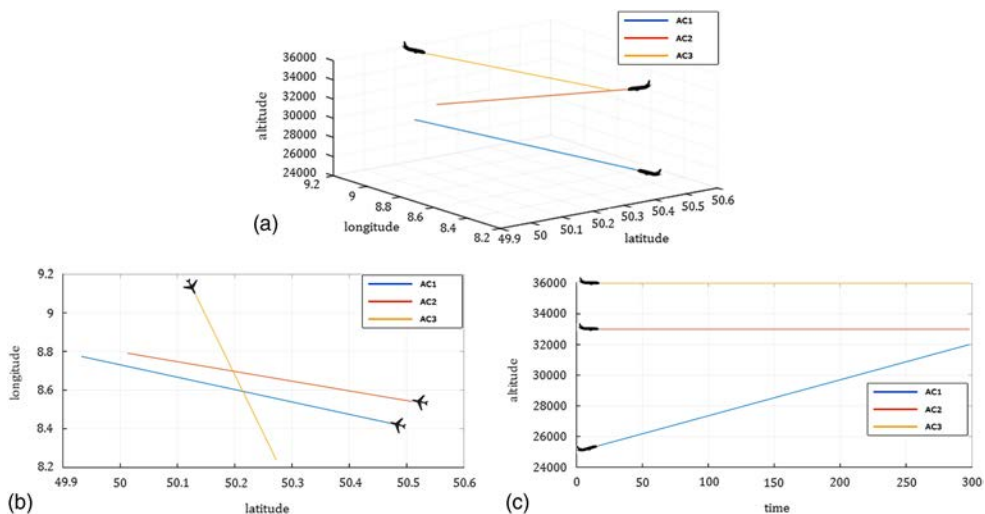 AC1
AC2
AC3
36000
34000
32000
30000
28000
26000
24000
altitude
9.2
9
8.8
8.6
8.4
8.2
longitude
49.9
50
50.1
50.2
50.3
50.4
50.5
50.6
latitude
(a)
9.2
9
8.8
8.6
8.4
8.2
longitude
AC1
AC2
AC3
49.9
50
50.1
50.2
50.3
50.4
50.5
50.6
latitude
(b)
36000
34000
32000
30000
28000
26000
24000
altitude
AC1
AC2
AC3
0
50
100
150
200
250
300
time
(c)